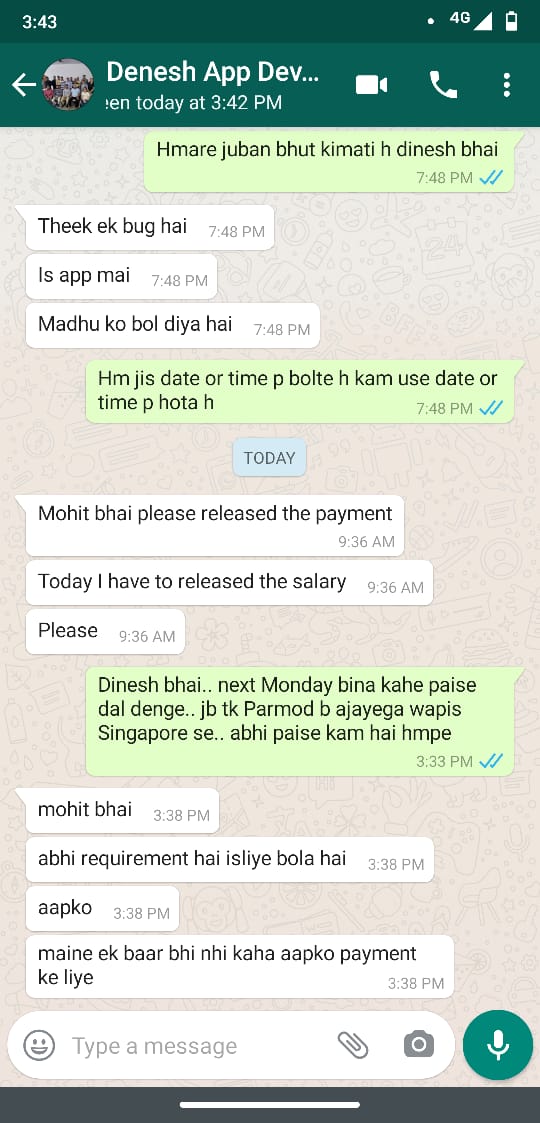 3:43
4G
Denesh App Dev...
een today at 3:42 PM
Hmare juban bhut kimati h dinesh bhai
7:48 PM
Theek ek bug hai 7:48 PM
Is app mai 7:48 PM
Madhu ko bol diya hai 7:48 PM
Hm jis date or time p bolte h kam use date or
time p hota h 7:48 PM
TODAY
Mohit bhai please released the payment
9:36 AM
Today I have to released the salary 9:36 AM
Please 9:36 AM
Dinesh bhai.. next Monday bina kahe paise
dal denge.. jb tk Parmod b ajayega wapis
Singapore se.. abhi paise kam hai hmpe
3:33 PM
mohit bhai 3:38 PM
abhi requirement hai isliye bola hai 3:38 PM
aapko 3:38 PM
maine ek baar bhi nhi kaha aapko payment
ke liye 3:38 PM
Type a message